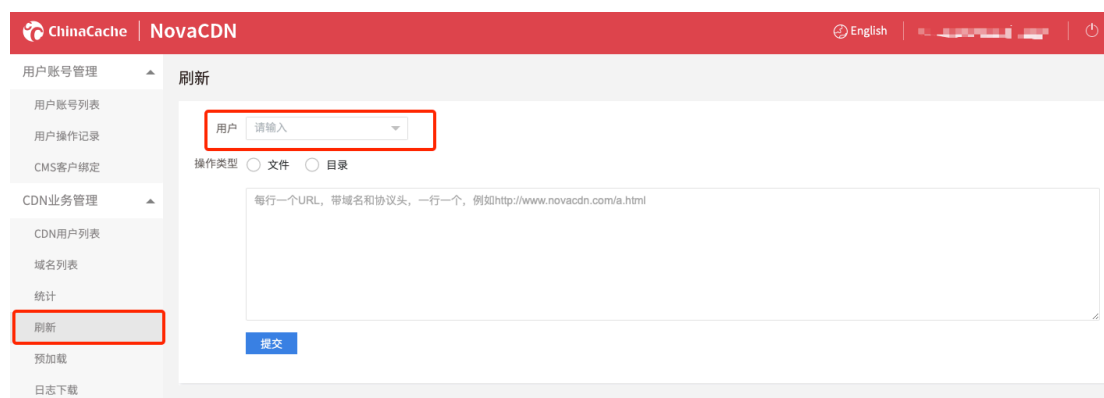 ChinaCache | NovaCDN English
用户账号管理
用户账号列表
用户操作记录
CMS客户绑定
CDN业务管理
CDN用户列表
域名列表
统计
刷新
预加载
日志下载
刷新
用户 请输入
操作类型 文件 目录
每行一个URL，带域名和协议头，一行一个，例如http://www.novacdn.com/a.html
提交